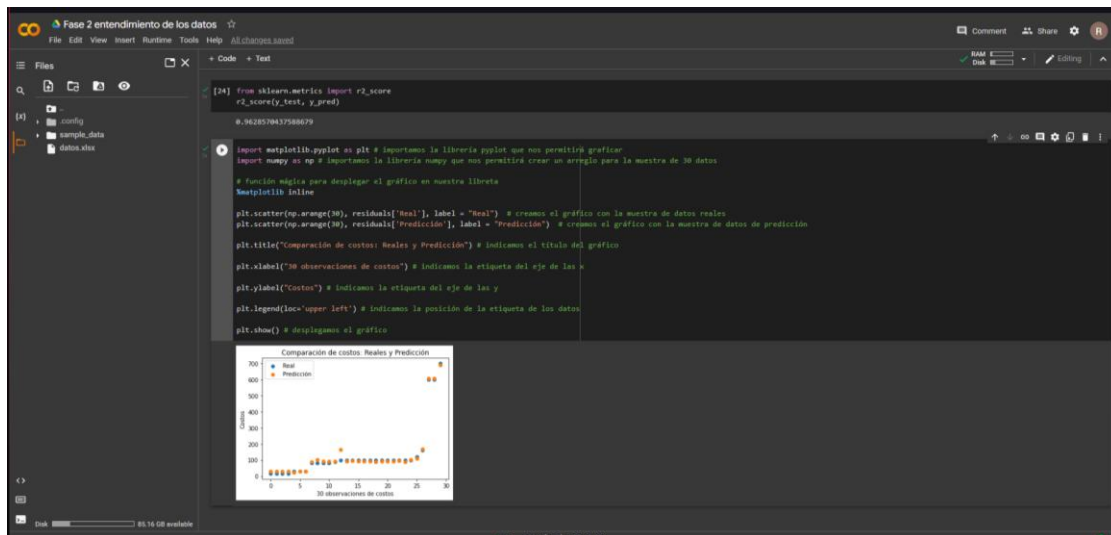 Fase 2 entendimiento de los datos
File Edit View Insert Runtime Tools Help All changes saved
Comment Share R
Files
+ Code + Text
RAM
Disk
Editing
..
.config
sample_data
datos.xlsx
[24] from sklearn.metrics import r2_score
r2_score(y_test, y_pred)
0.9628570437588679
import matplotlib.pyplot as plt # importamos la librería pyplot que nos permitirá graficar
import numpy as np # importamos la librería numpy que nos permitirá crear un arreglo para la muestra de 30 datos
# función mágica para desplegar el gráfico en nuestra libreta
%matplotlib inline
plt.scatter(np.arange(30), residuals['Real'], label = "Real") # creamos el gráfico con la muestra de datos reales
plt.scatter(np.arange(30), residuals['Predicción'], label = "Predicción") # creamos el gráfico con la muestra de datos de predicción
plt.title("Comparación de costos: Reales y Predicción") # indicamos el título del gráfico
plt.xlabel("30 observaciones de costos") # indicamos la etiqueta del eje de las x
plt.ylabel("Costos") # indicamos la etiqueta del eje de las y
plt.legend(loc='upper left') # indicamos la posición de la etiqueta de los datos
plt.show() # desplegamos el gráfico
Comparación de costos: Reales y Predicción
Real
Predicción
700
600
500
400
300
200
100
0
Costos
0 5 10 15 20 25 30
30 observaciones de costos
Disk 85.16 GB available